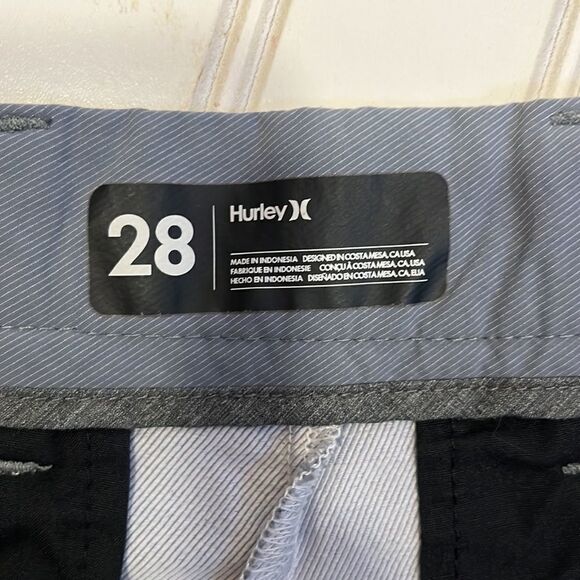 28
Hurley
MADE IN INDONESIA DESIGNED IN COSTA MESA, CA USA
FABRIQUE EN INDONESIE CONÇU À COSTA MESA, CA, USA
HECHO EN INDONESIA DISEÑADO EN COSTA MESA, CA, EUA